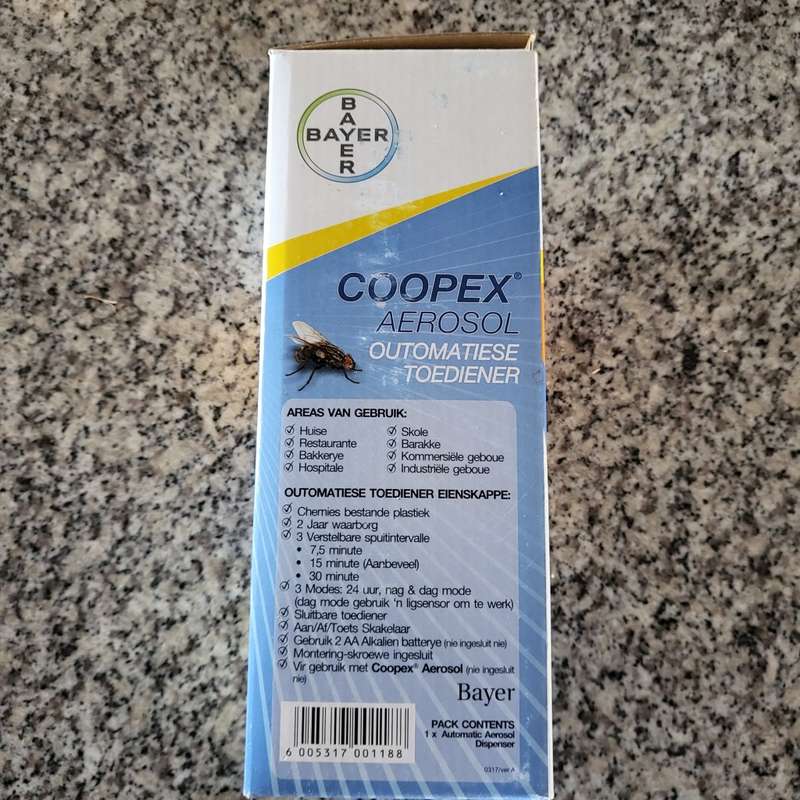 BAYER
BAYER
COOPEX®
AEROSOL
OUTOMATIESE
TOEDIENER
AREAS VAN GEBRUIK:
Huise
Restaurante
Bakkerye
Hospitale
Skole
Barakke
Kommersiële geboue
Industriële geboue
OUTOMATIESE TOEDIENER EIENSKAPPE:
Chemies bestande plastiek
2 Jaar waarborg
3 Verstelbare spuitintervalle
• 7,5 minute
• 15 minute (Aanbeveel)
• 30 minute
3 Modes: 24 uur, nag & dag mode
(dag mode gebruik 'n ligsensor om te werk)
Sluitbare toediener
Aan/Af/Toets Skakelaar
Gebruik 2 AA Alkalien batterye (nie ingesluit nie)
Montering-skroewe ingesluit
Vir gebruik met Coopex® Aerosol (nie ingesluit
nie)
Bayer
PACK CONTENTS
1 x Automatic Aerosol
Dispenser
6 005317 001188
0317/ver A